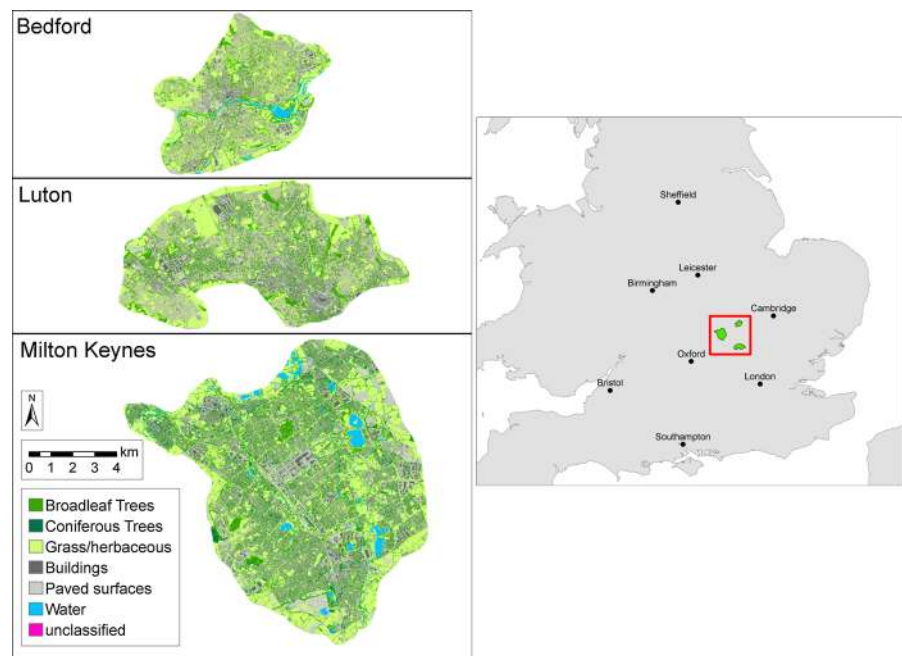 Bedford
Luton
Milton Keynes
N
km
0 1 2 3 4
Broadleaf Trees
Coniferous Trees
Grass/herbaceous
Buildings
Paved surfaces
Water
unclassified
Sheffield
Leicester
Birmingham
Cambridge
Oxford
London
Bristol
Southampton